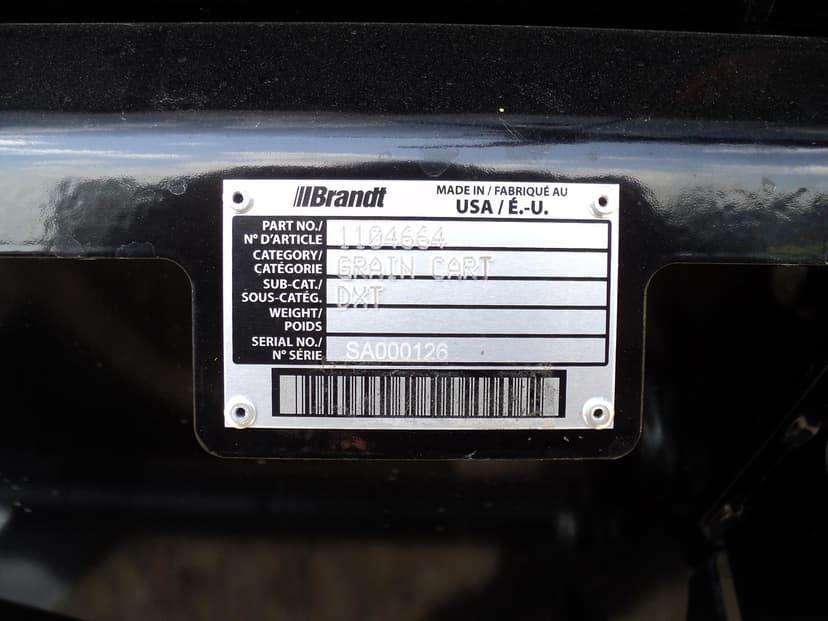 Brandt
MADE IN / FABRIQUÉ AU
USA / É.-U.
PART NO./
N° D'ARTICLE
1104664
CATEGORY/
CATÉGORIE
GRAIN CART
SUB-CAT./
SOUS-CATÉG.
DXT
WEIGHT/
POIDS
SERIAL NO./
N° SÉRIE
SA000126